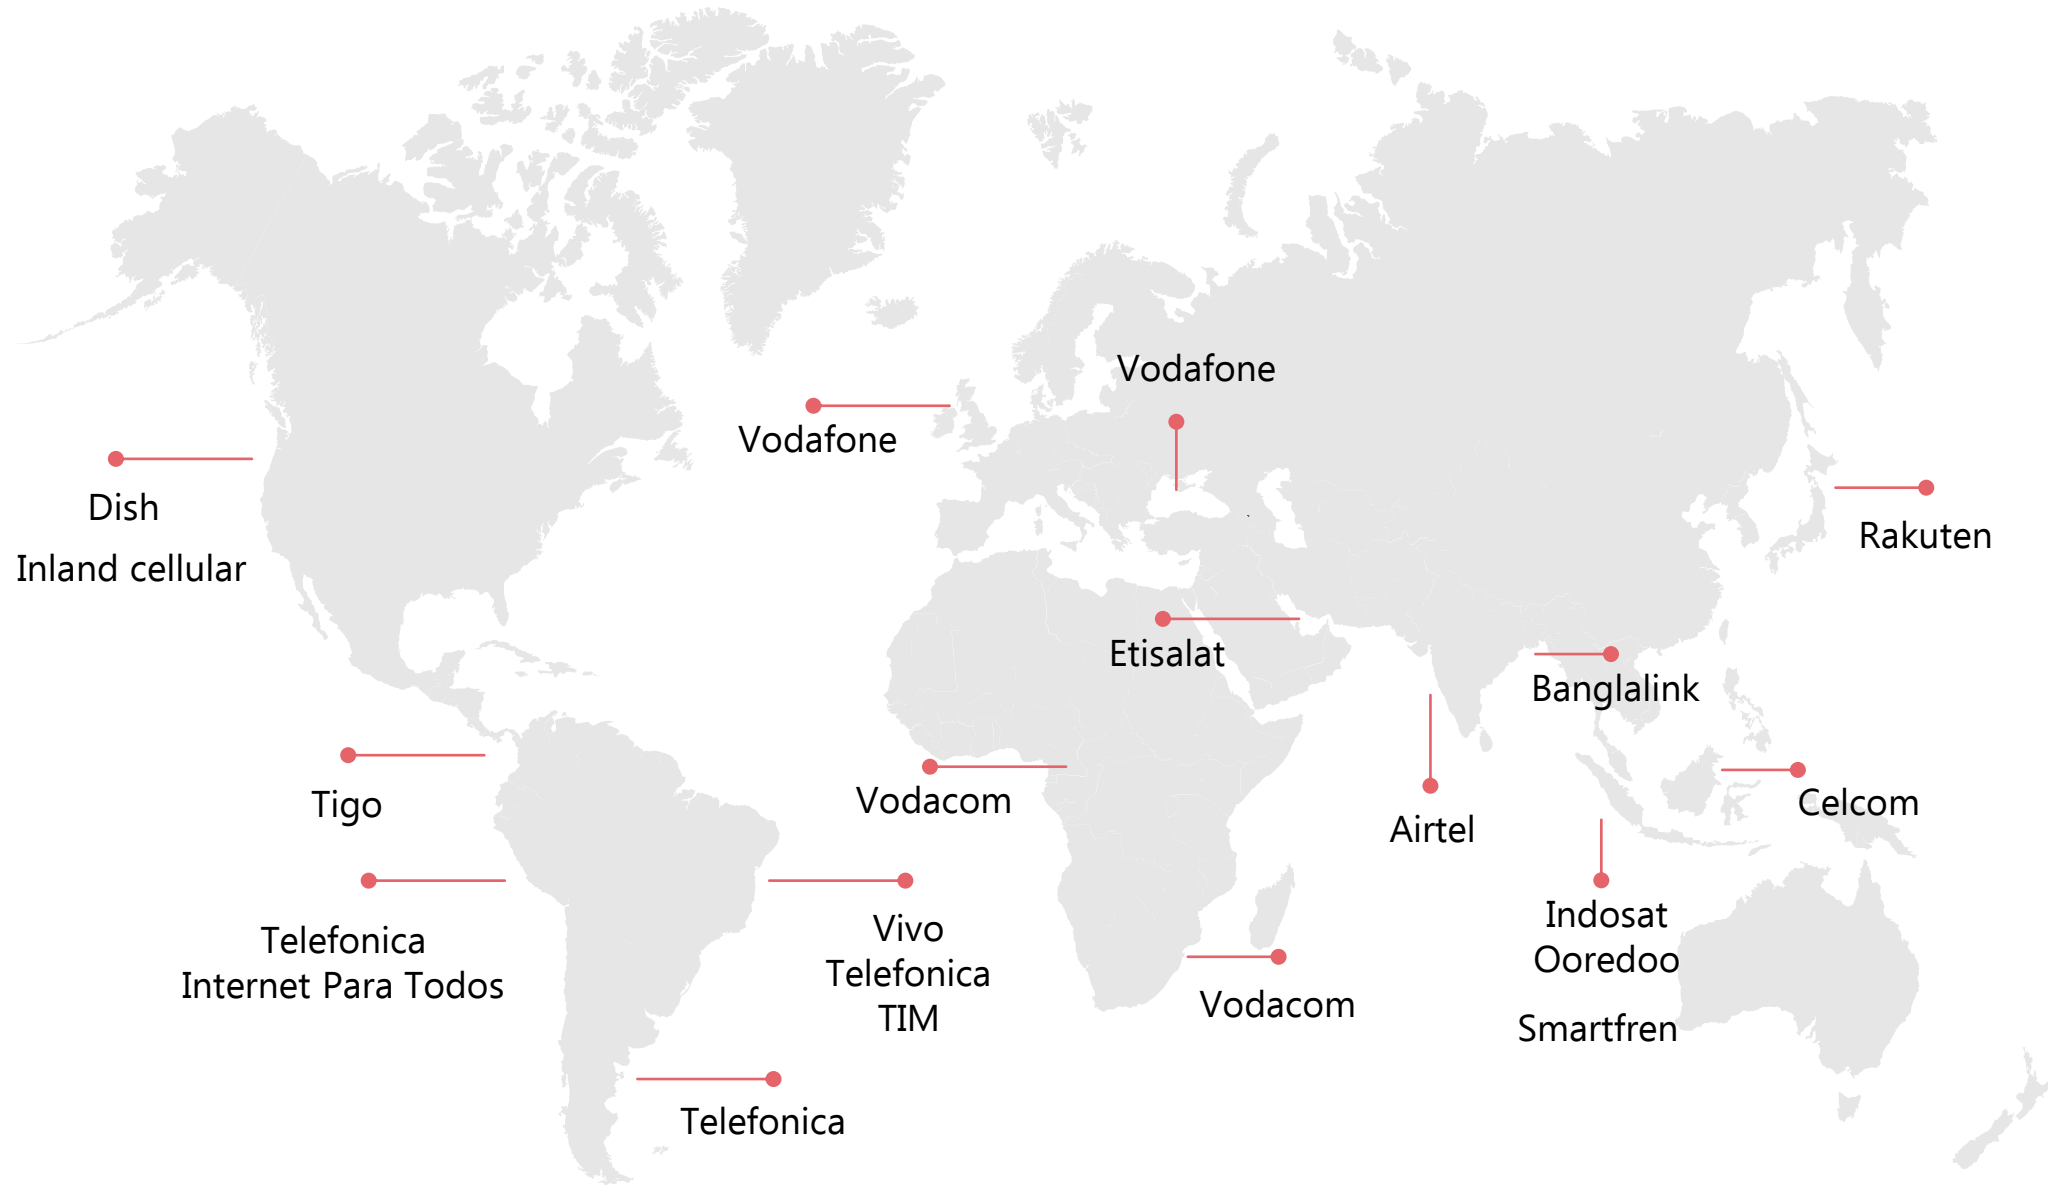 Vodafone
Vodafone
Dish
Inland cellular
Rakuten
Etisalat
Banglalink
Tigo
Vodacom
Airtel
Celcom
Telefonica
Internet Para Todos
Vivo
Telefonica
TIM
Indosat
Ooredoo
Smartfren
Vodacom
Telefonica